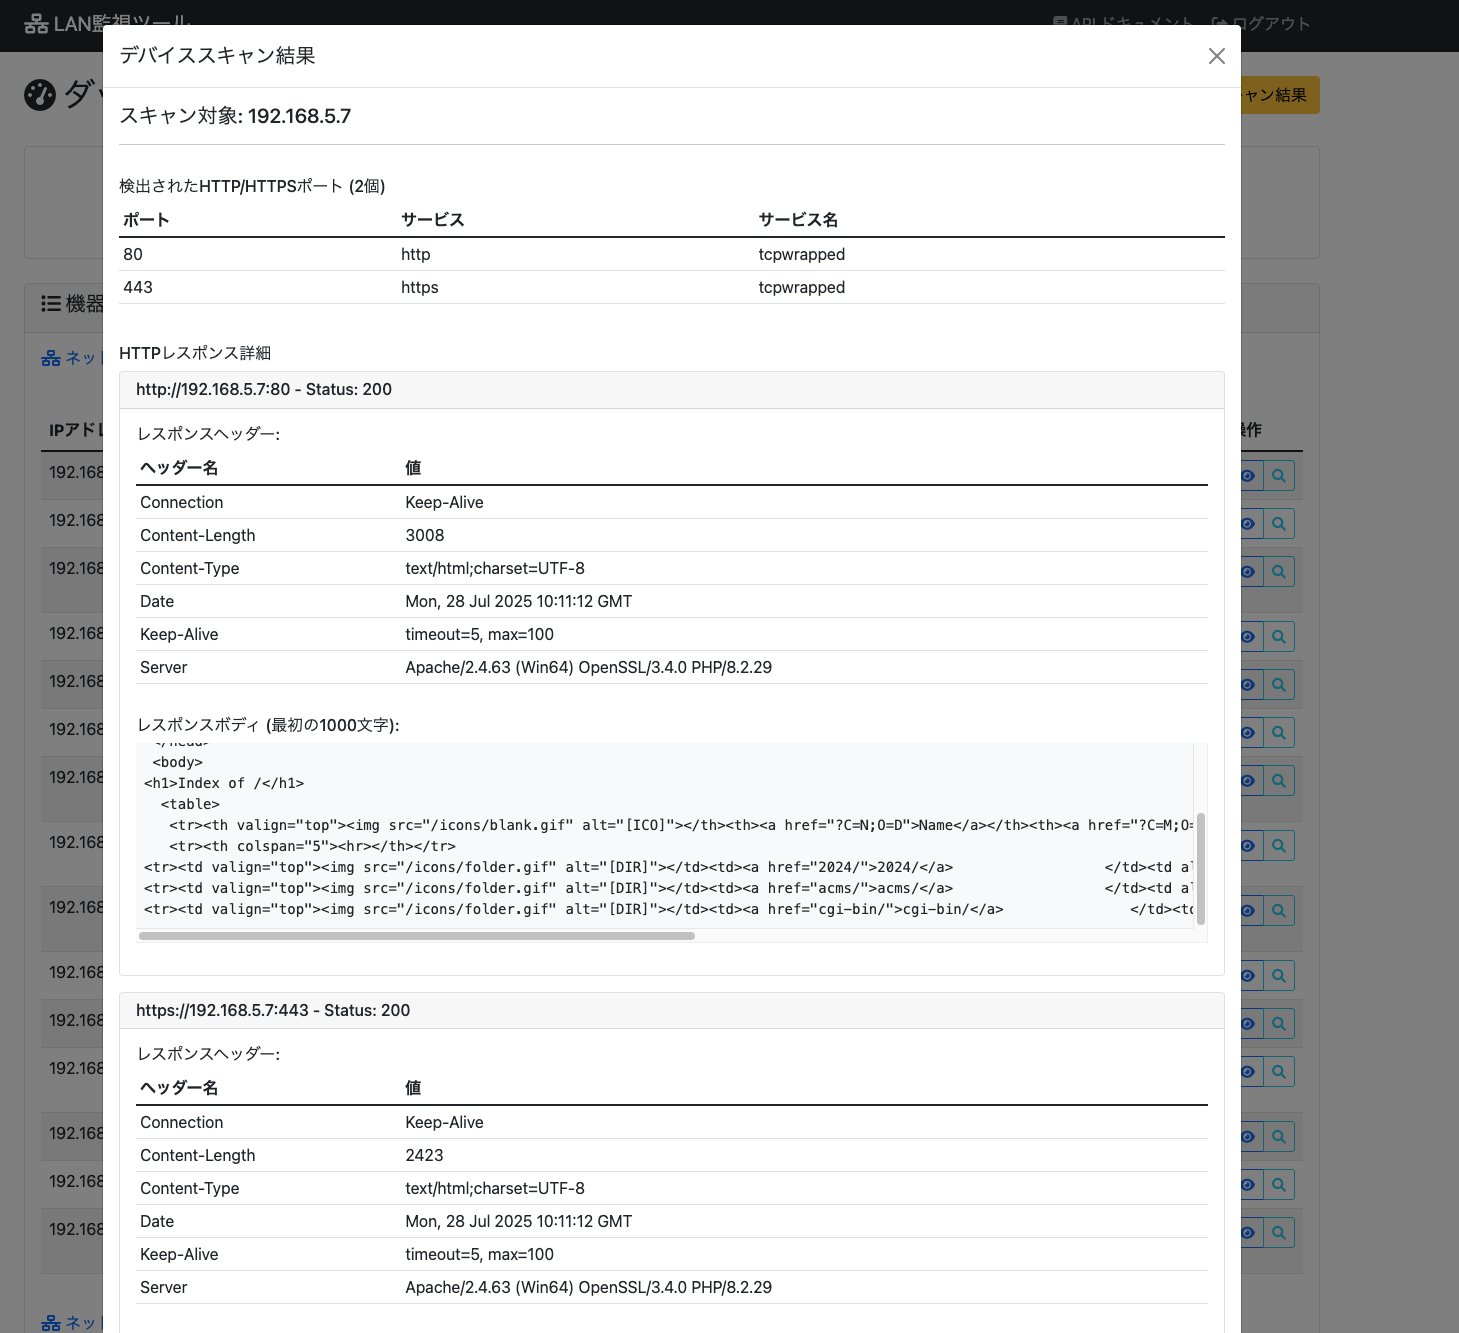 LAN監視ツール APIドキュメント ログアウト
デバイススキャン結果
ダッ ャン結果
スキャン対象: 192.168.5.7
検出されたHTTP/HTTPSポート (2個)
ポート サービス サービス名
80 http tcpwrapped
443 https tcpwrapped
機器
HTTPレスポンス詳細
ネット
http://192.168.5.7:80 - Status: 200
IPアドレ 操作
レスポンスヘッダー:
ヘッダー名 値
192.168
Connection Keep-Alive
192.168
Content-Length 3008
192.168
Content-Type text/html;charset=UTF-8
Date Mon, 28 Jul 2025 10:11:12 GMT
192.168
Keep-Alive timeout=5, max=100
192.168
Server Apache/2.4.63 (Win64) OpenSSL/3.4.0 PHP/8.2.29
192.168
レスポンスボディ (最初の1000文字):
</head>
<body>
192.168
<h1>Index of /</h1>
<table>
<tr><th valign="top"><img src="/icons/blank.gif" alt="[ICO]"></th><th><a href="?C=N;O=D">Name</a></th><th><a href="?C=M;O=
192.168
<tr><th colspan="5"><hr></th></tr>
<tr><td valign="top"><img src="/icons/folder.gif" alt="[DIR]"></td><td><a href="2024/">2024/</a> </td><td al
<tr><td valign="top"><img src="/icons/folder.gif" alt="[DIR]"></td><td><a href="acms/">acms/</a> </td><td al
192.168
<tr><td valign="top"><img src="/icons/folder.gif" alt="[DIR]"></td><td><a href="cgi-bin/">cgi-bin/</a> </td><td
192.168
https://192.168.5.7:443 - Status: 200
192.168
レスポンスヘッダー:
192.168
ヘッダー名 値
Connection Keep-Alive
192.168
Content-Length 2423
192.168
Content-Type text/html;charset=UTF-8
Date Mon, 28 Jul 2025 10:11:12 GMT
192.168
Keep-Alive timeout=5, max=100
Server Apache/2.4.63 (Win64) OpenSSL/3.4.0 PHP/8.2.29
ネット